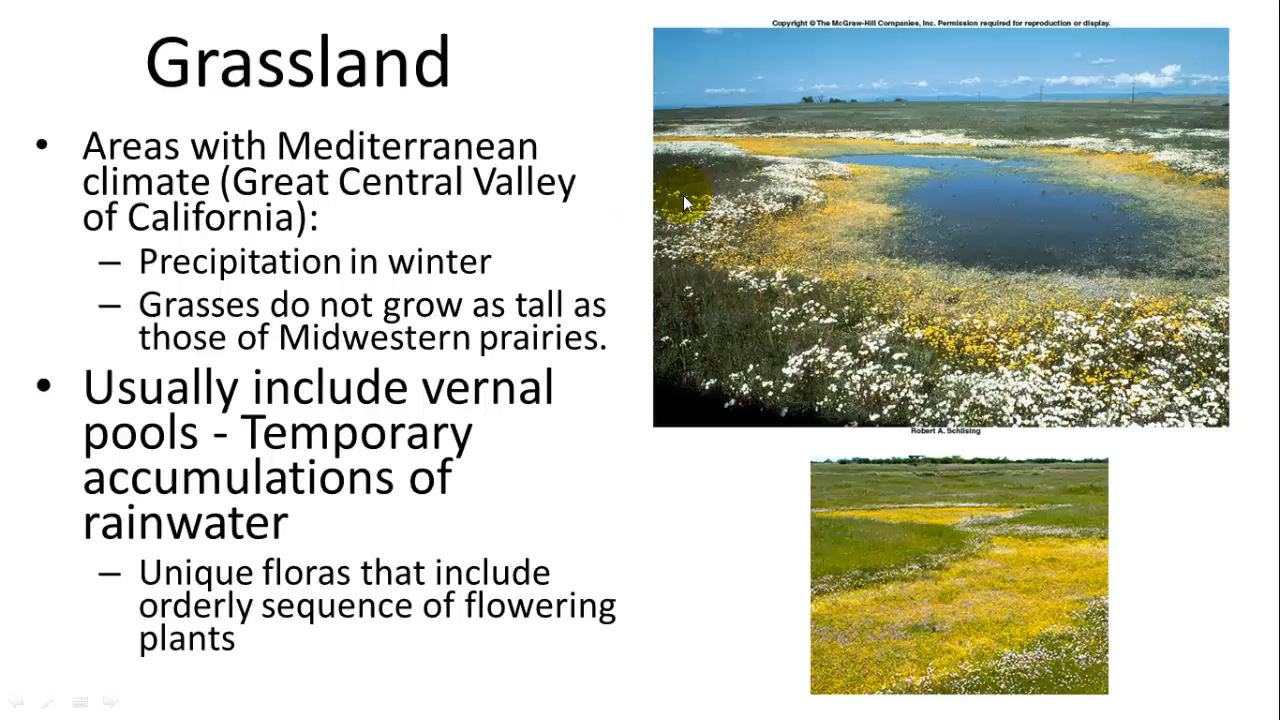 Grassland
• Areas with Mediterranean
climate (Great Central Valley
of California):
– Precipitation in winter
– Grasses do not grow as tall as
those of Midwestern prairies.
• Usually include vernal
pools - Temporary
accumulations of
rainwater
– Unique floras that include
orderly sequence of flowering
plants
Copyright © The McGraw-Hill Companies, Inc. Permission required for reproduction or display.
Robert A. Schlising